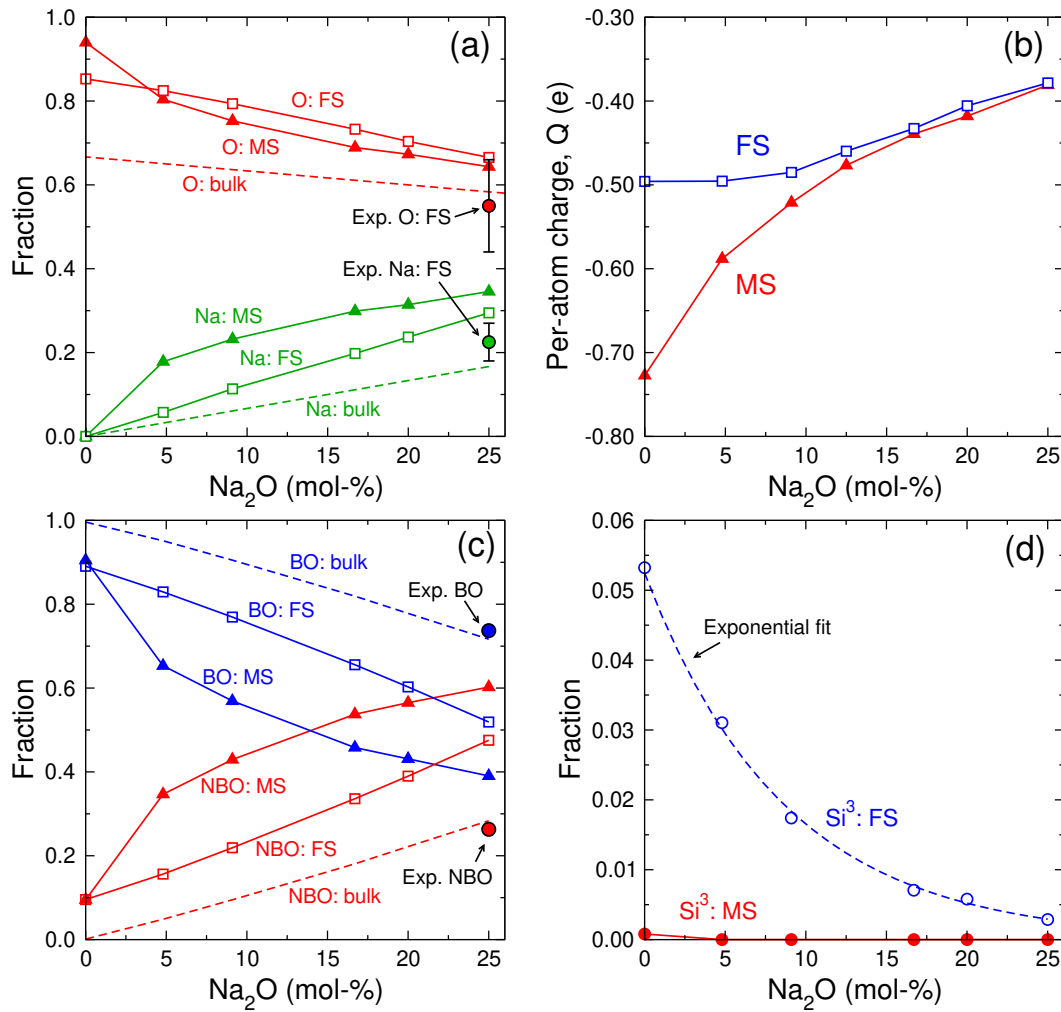 (a)
1.0
0.8
0.6
0.4
0.2
0.0
Fraction
O: FS
O: MS
O: bulk
Exp. O: FS
Exp. Na: FS
Na: MS
Na: FS
Na: bulk
0 5 10 15 20 25
Na₂O (mol-%)
(b)
-0.30
-0.40
-0.50
-0.60
-0.70
-0.80
Per-atom charge, Q (e)
FS
MS
0 5 10 15 20 25
Na₂O (mol-%)
(c)
1.0
0.8
0.6
0.4
0.2
0.0
Fraction
BO: bulk
Exp. BO
BO: FS
BO: MS
NBO: MS
NBO: FS
Exp. NBO
NBO: bulk
0 5 10 15 20 25
Na₂O (mol-%)
(d)
0.06
0.05
0.04
0.03
0.02
0.01
0.00
Fraction
Exponential fit
Si³: FS
Si³: MS
0 5 10 15 20 25
Na₂O (mol-%)